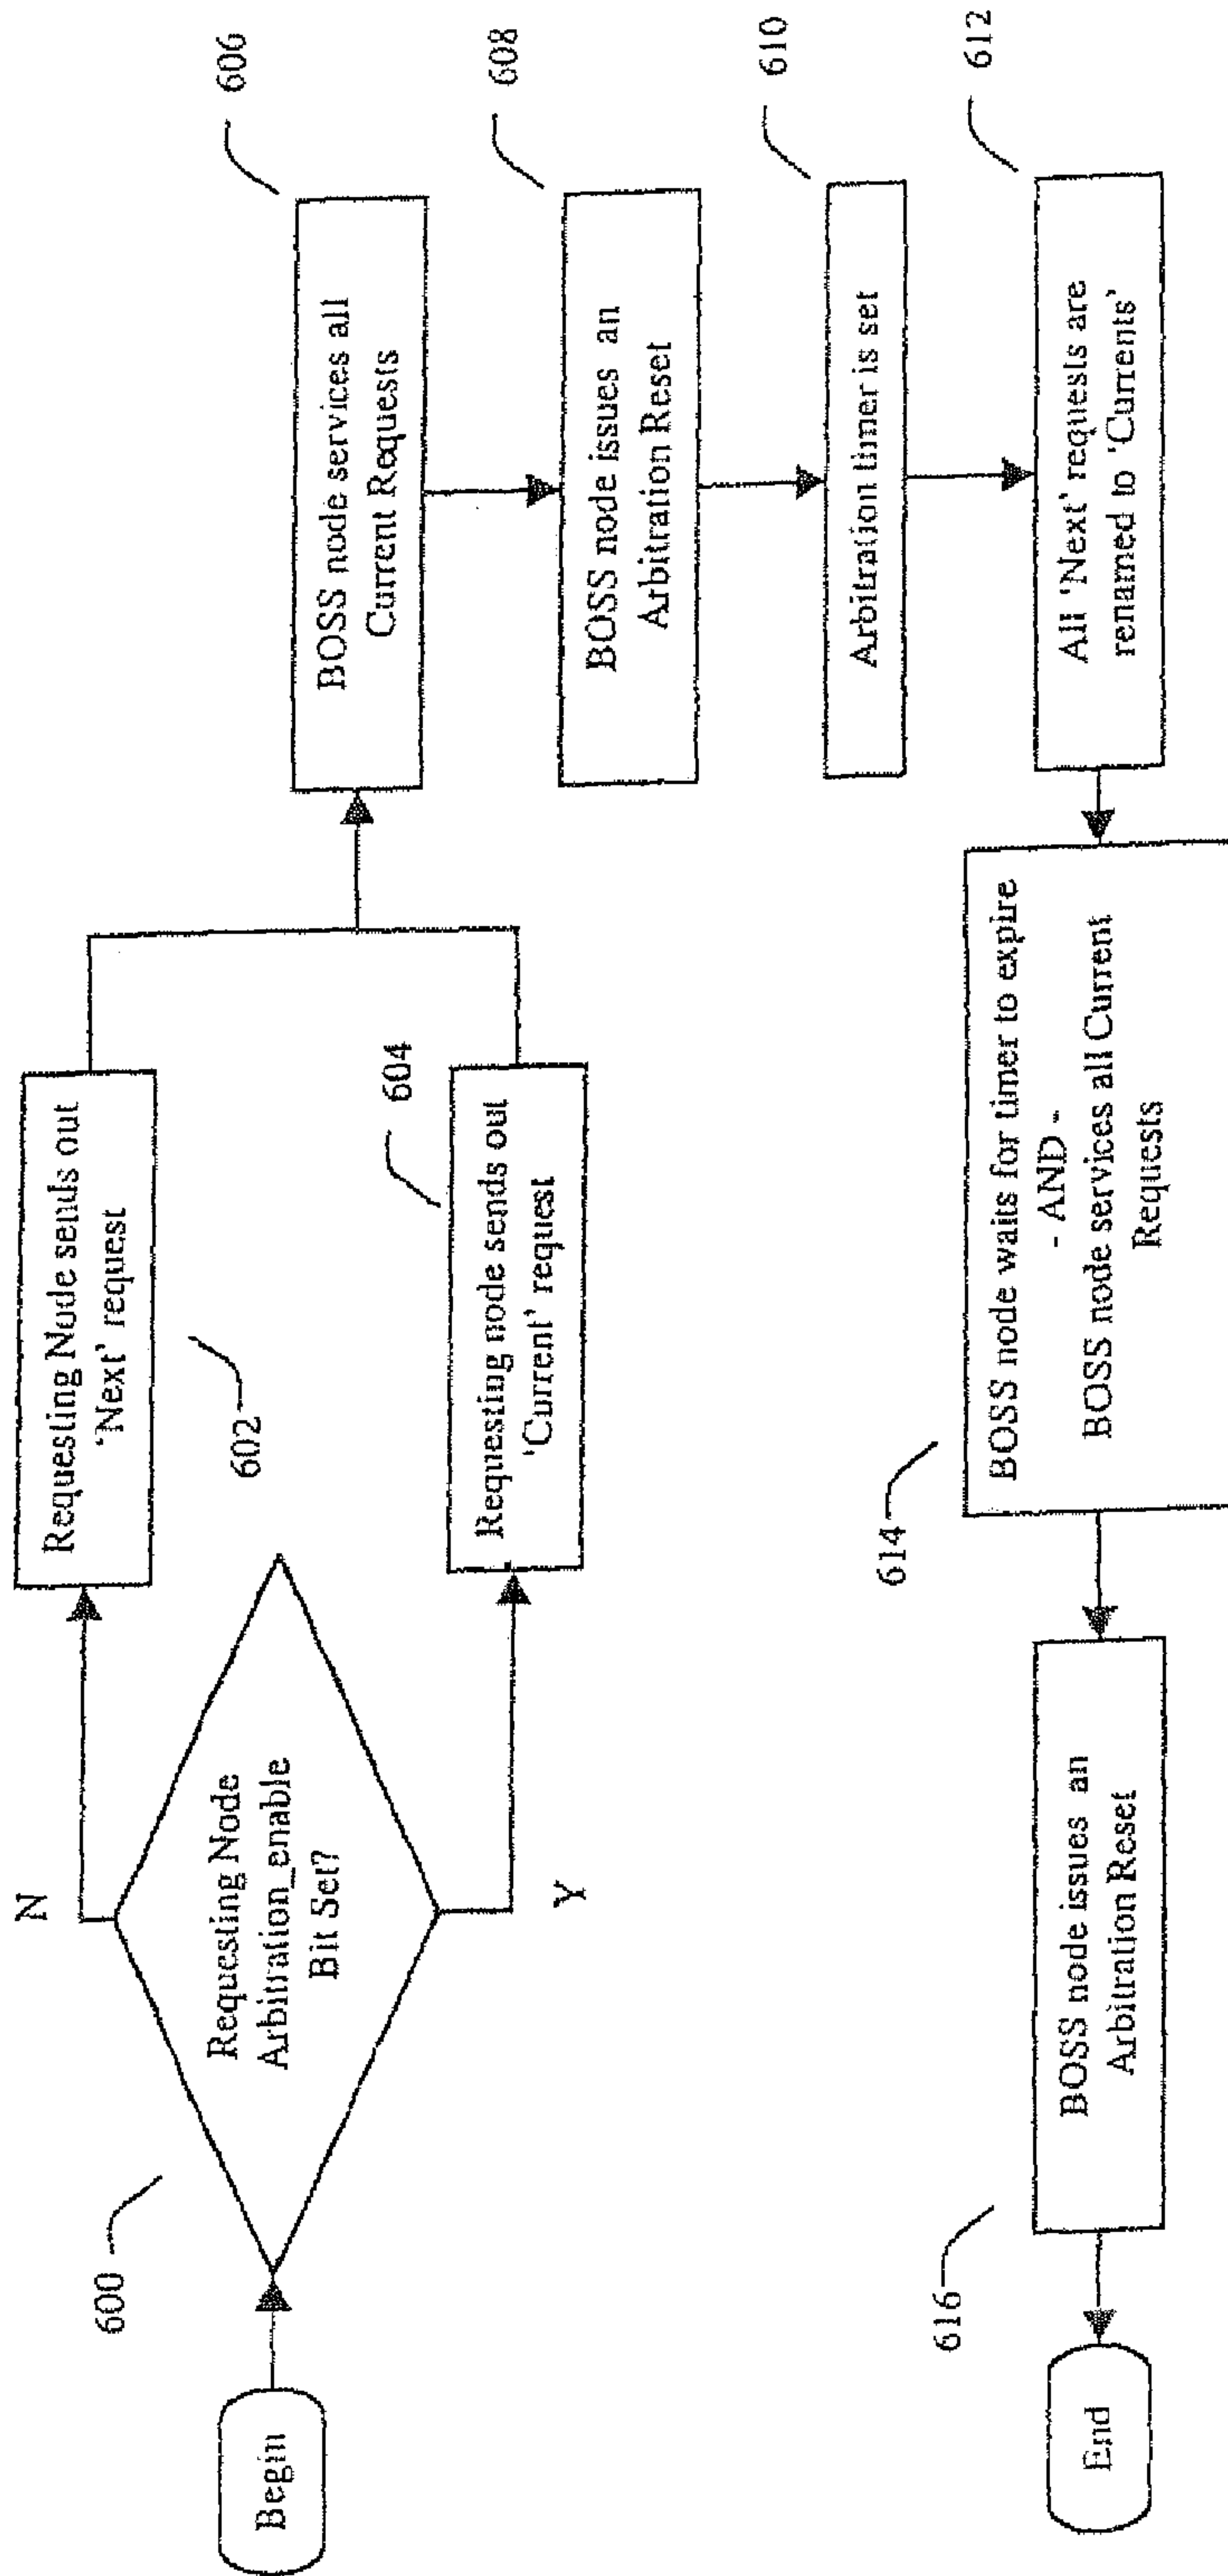 Begin
600
Requesting Node
Arbitration_enable
Bit Set?
N
Y
Requesting Node sends out
'Next' request
602
Requesting node sends out
'Current' request
604
BOSS node services all
Current Requests
606
BOSS node issues an
Arbitration Reset
608
Arbitration timer is set
610
All 'Next' requests are
renamed to 'Currents'
612
BOSS node waits for timer to expire
- AND -
BOSS node services all Current
Requests
614
BOSS node issues an
Arbitration Reset
616
End